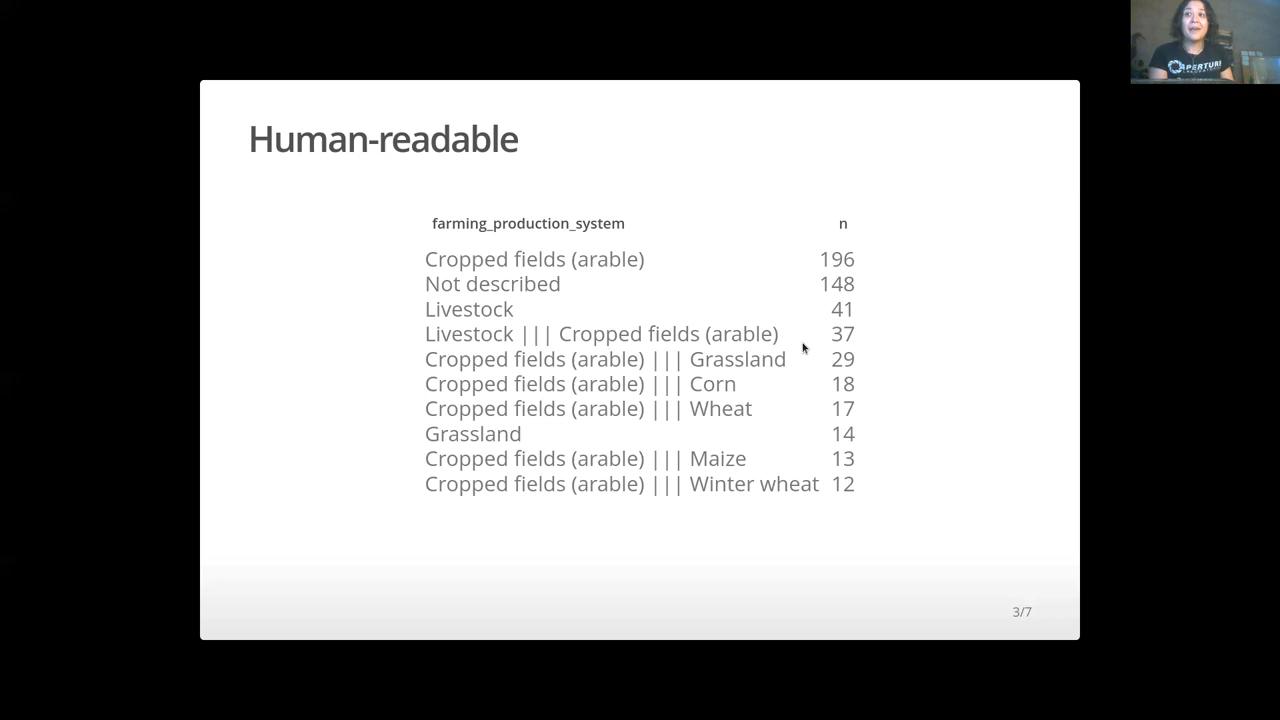 Human-readable
farming_production_system n
Cropped fields (arable) 196
Not described 148
Livestock 41
Livestock ||| Cropped fields (arable) 37
Cropped fields (arable) ||| Grassland 29
Cropped fields (arable) ||| Corn 18
Cropped fields (arable) ||| Wheat 17
Grassland 14
Cropped fields (arable) ||| Maize 13
Cropped fields (arable) ||| Winter wheat 12
3/7
APERTURE